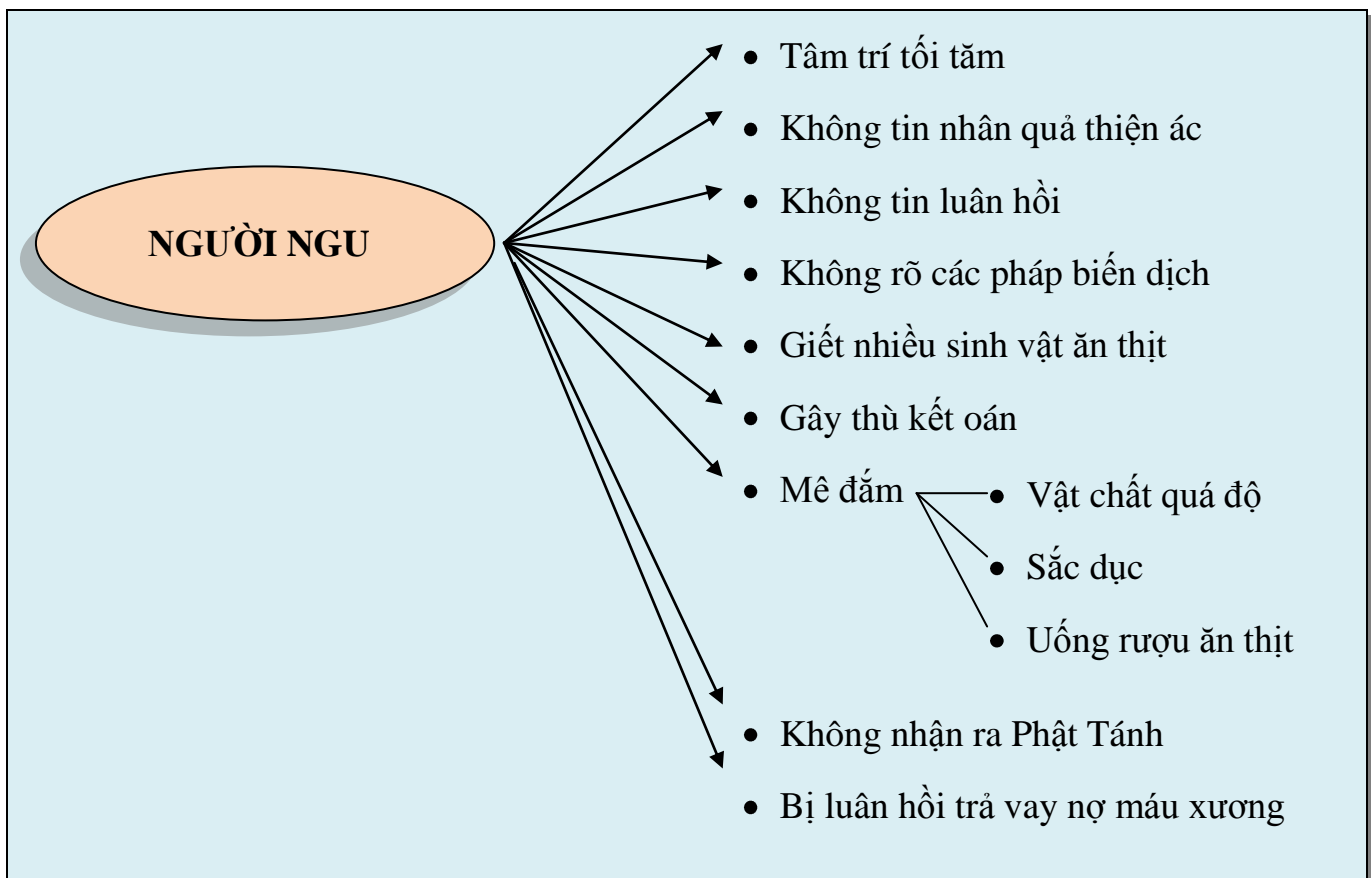 NGƯỜI NGU
• Tâm trí tối tăm
• Không tin nhân quả thiện ác
• Không tin luân hồi
• Không rõ các pháp biến dịch
• Giết nhiều sinh vật ăn thịt
• Gây thù kết oán
• Mê đắm
• Vật chất quá độ
• Sắc dục
• Uống rượu ăn thịt
• Không nhận ra Phật Tánh
• Bị luân hồi trả vay nợ máu xương